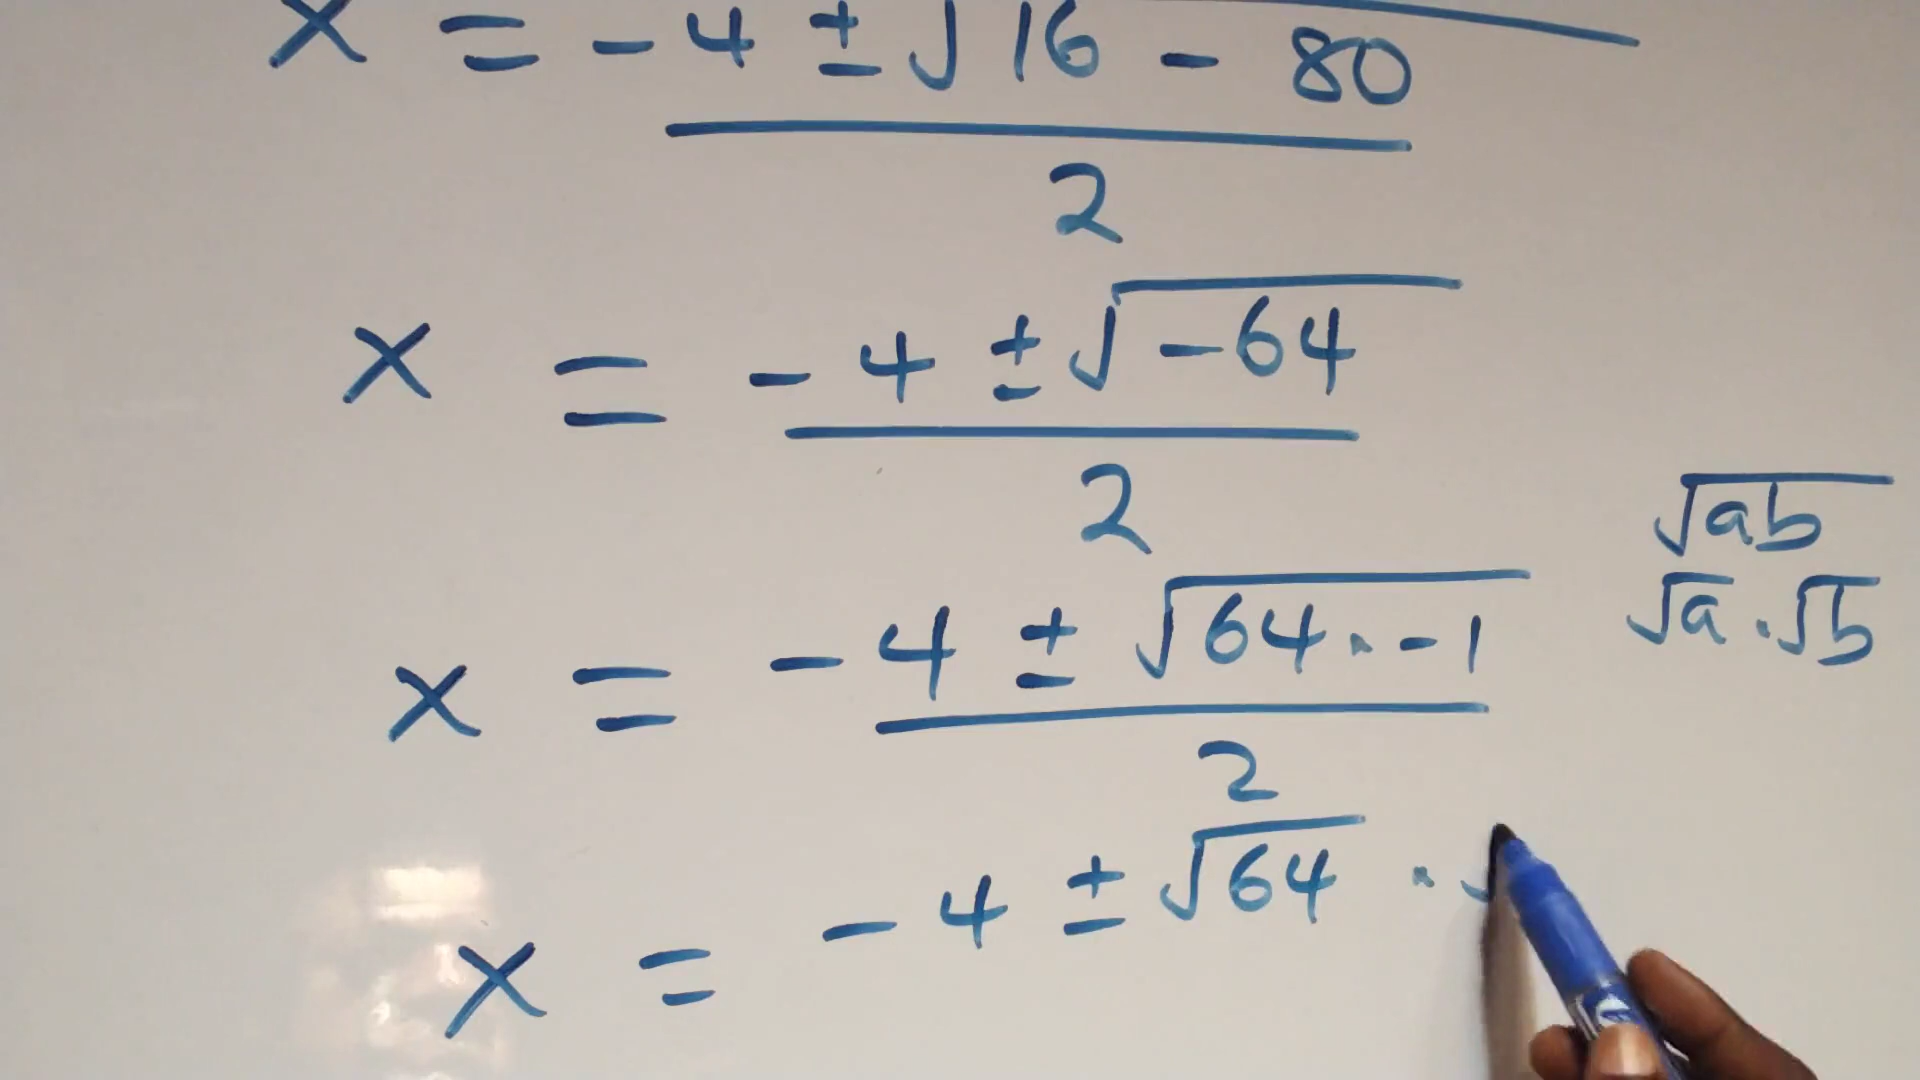 x = -4 ± √16 - 80
2
x = -4 ± √-64
2
x = -4 ± √64 · -1
2
√ab
√a · √b
x = -4 ± √64 · √